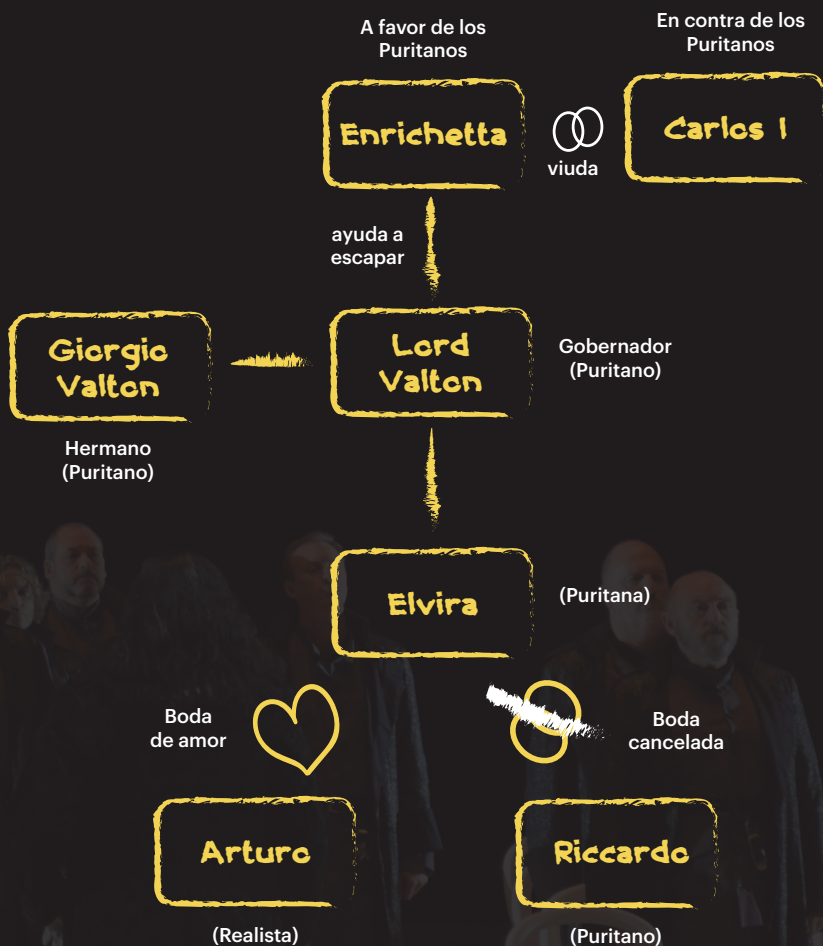 A favor de los
Puritanos
En contra de los
Puritanos
Enrichetta
viuda
Carlos I
ayuda a
escapar
Giorgio
Valton
Lord
Valton
Gobernador
(Puritano)
Hermano
(Puritano)
Elvira
(Puritana)
Boda
de amor
Boda
cancelada
Arturo
Riccardo
(Realista)
(Puritano)